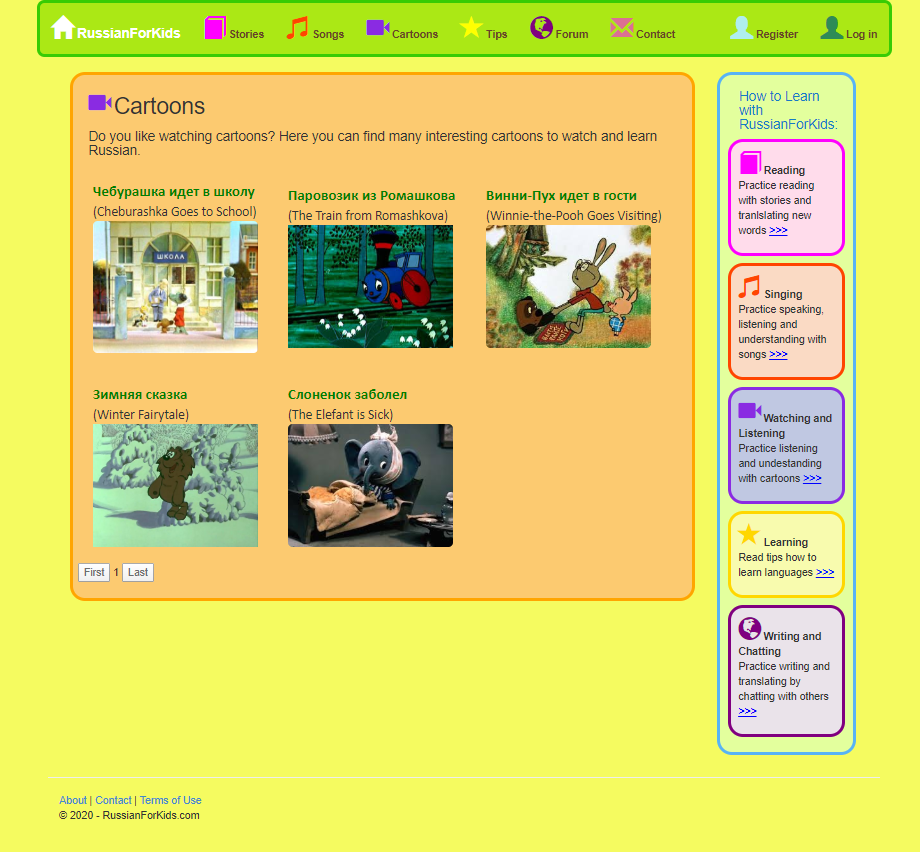 RussianForKids Stories Songs Cartoons Tips Forum Contact Register Log in
Cartoons
Do you like watching cartoons? Here you can find many interesting cartoons to watch and learn
Russian.
Чебурашка идет в школу
(Cheburashka Goes to School)
ШКОЛА
Паровозик из Ромашкова
(The Train from Romashkova)
Винни-Пух идет в гости
(Winnie-the-Pooh Goes Visiting)
Зимняя сказка
(Winter Fairytale)
Слоненок заболел
(The Elefant is Sick)
First 1 Last
How to Learn
with
RussianForKids:
Reading
Practice reading
with stories and
tranlslating new
words >>>
Singing
Practice speaking,
listening and
understanding with
songs >>>
Watching and
Listening
Practice listening
and undestanding
with cartoons >>>
Learning
Read tips how to
learn languages >>>
Writing and
Chatting
Practice writing and
translating by
chatting with others
>>>
About | Contact | Terms of Use
© 2020 - RussianForKids.com